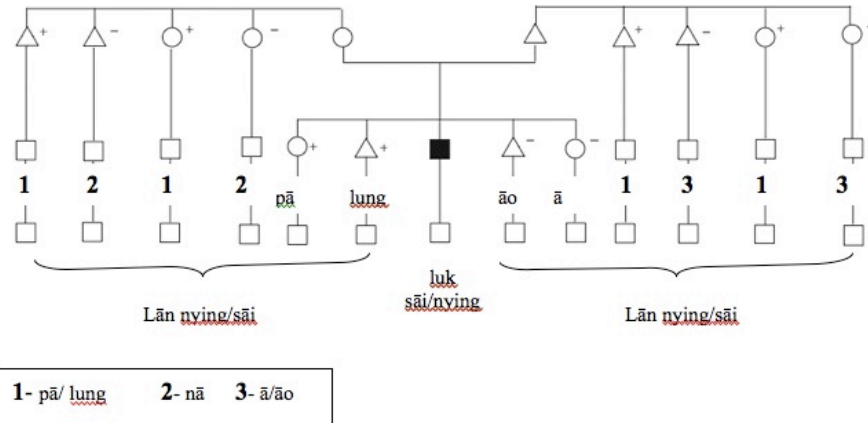 + − + − + − + +
+ + − −
1 2 1 2 pā lung āo ā 1 3 1 3
luk
sāi/nying
Lān nying/sāi Lān nying/sāi
1- pā/ lung 2- nā 3- ā/āo